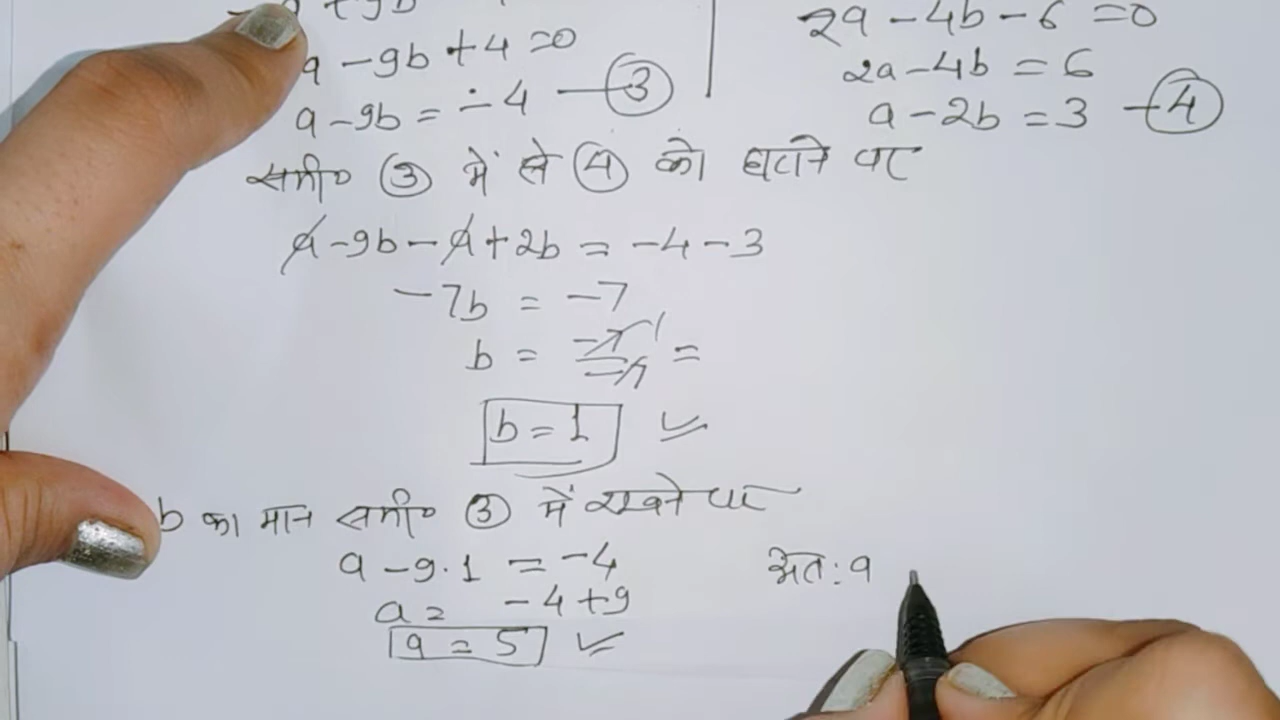 +9b
a - 9b + 4 = 0
a - 9b = -4 — ③
2a - 4b - 6 = 0
2a - 4b = 6
a - 2b = 3 — ④
समी० ③ में से ④ को घटाने पर
a - 9b - a + 2b = -4 - 3
-7b = -7
b = -7/-7 =
b = 1
b का मान समी० ③ में रखने पर
a - 9.1 = -4
a = -4 + 9
a = 5
अत: a